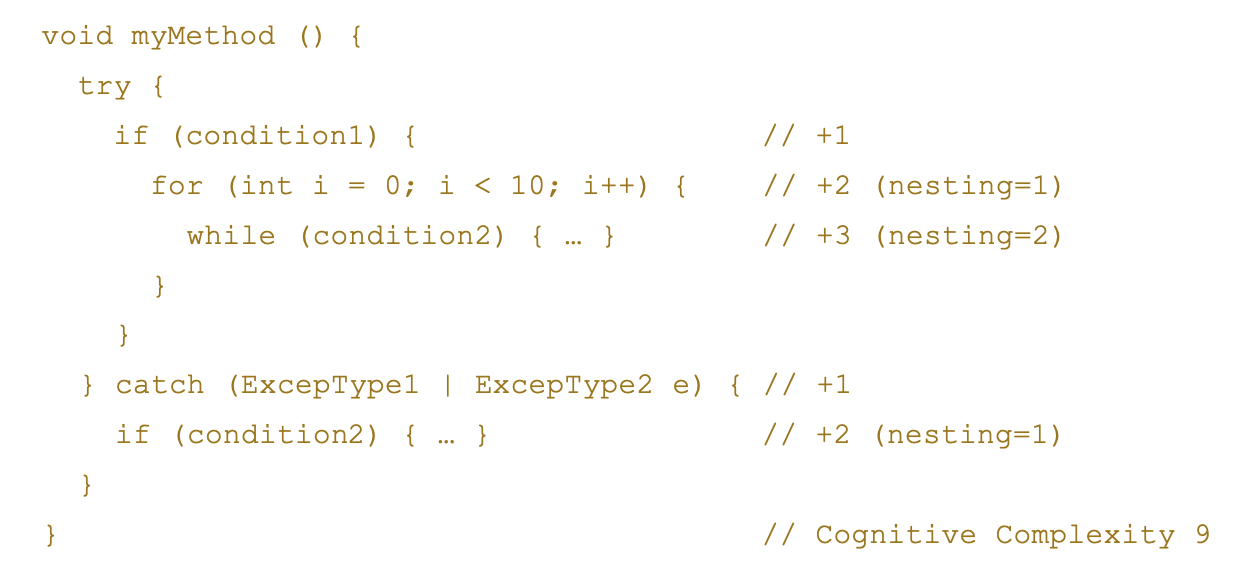 void myMethod () {
  try {
    if (condition1) {                   // +1
      for (int i = 0; i < 10; i++) {    // +2 (nesting=1)
        while (condition2) { … }        // +3 (nesting=2)
      }
    }
  } catch (ExcepType1 | ExcepType2 e) { // +1
    if (condition2) { … }               // +2 (nesting=1)
  }
}                                       // Cognitive Complexity 9